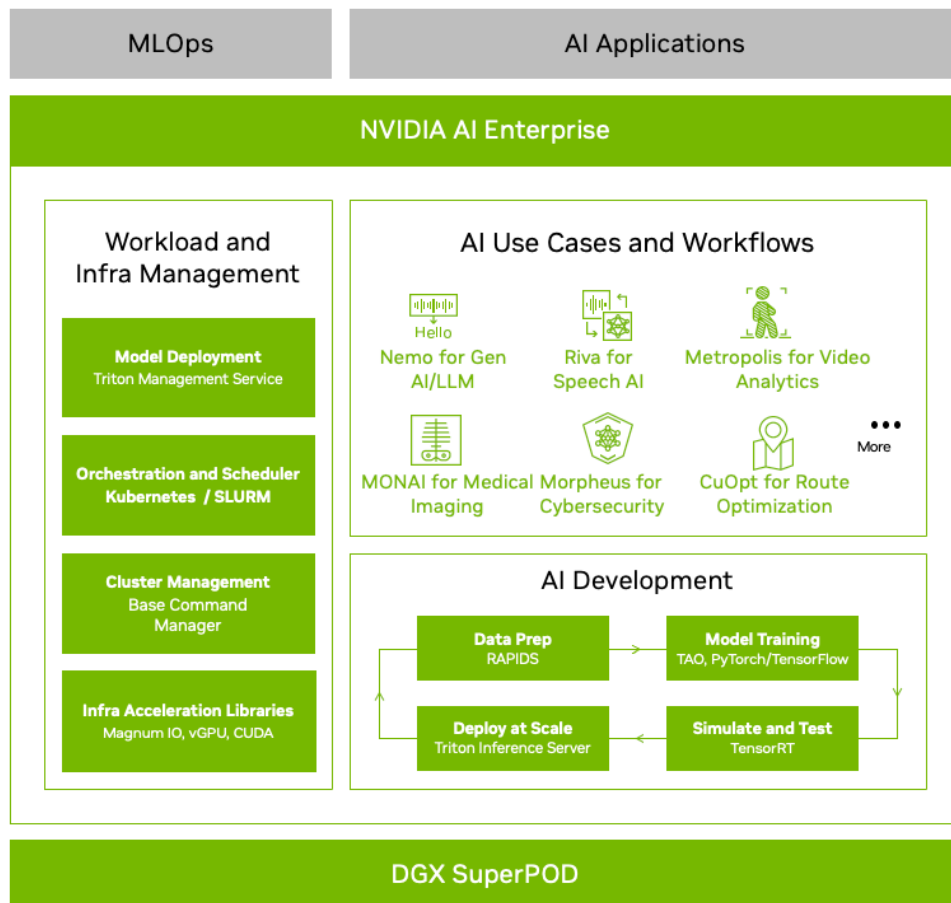 MLOps
AI Applications
NVIDIA AI Enterprise
Workload and
Infra Management
Model Deployment
Triton Management Service
Orchestration and Scheduler
Kubernetes / SLURM
Cluster Management
Base Command
Manager
Infra Acceleration Libraries
Magnum IO, vGPU, CUDA
AI Use Cases and Workflows
Hello
Nemo for Gen
AI/LLM
Riva for
Speech AI
Metropolis for Video
Analytics
MONAI for Medical
Imaging
Morpheus for
Cybersecurity
CuOpt for Route
Optimization
•••
More
AI Development
Data Prep
RAPIDS
Model Training
TAO, PyTorch/TensorFlow
Deploy at Scale
Triton Inference Server
Simulate and Test
TensorRT
DGX SuperPOD